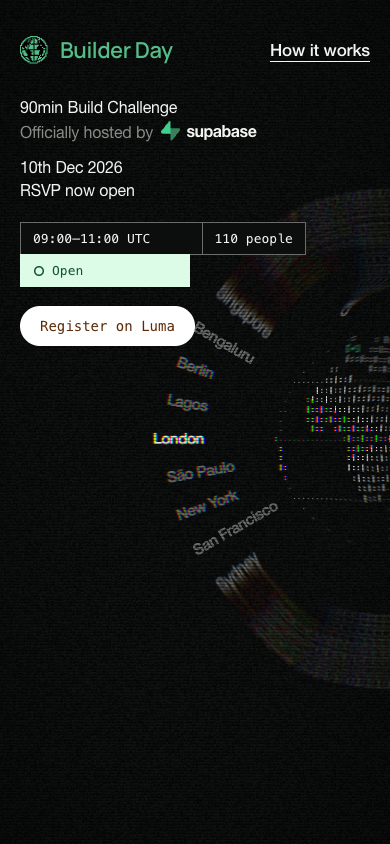 Builder Day
How it works
90min Build Challenge
Officially hosted by supabase
10th Dec 2026
RSVP now open
09:00–11:00 UTC
110 people
Open
Register on Luma
Singapore
Bengaluru
Berlin
Lagos
London
São Paulo
New York
San Francisco
Sydney